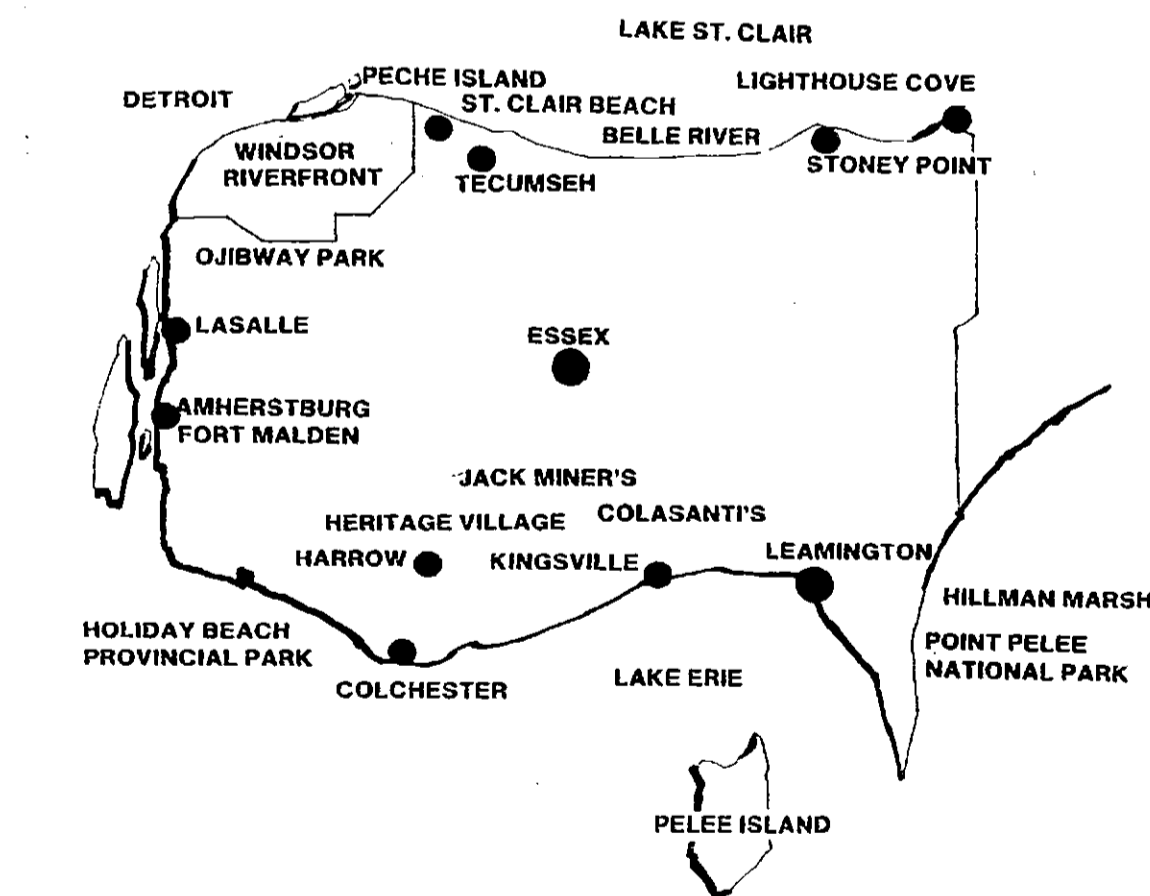 LAKE ST. CLAIR
PECHE ISLAND
LIGHTHOUSE COVE
DETROIT
ST. CLAIR BEACH
BELLE RIVER
WINDSOR
RIVERFRONT
STONEY POINT
TECUMSEH
OJIBWAY PARK
LASALLE
ESSEX
AMHERSTBURG
FORT MALDEN
JACK MINER'S
COLASANTI'S
HERITAGE VILLAGE
LEAMINGTON
HARROW
KINGSVILLE
HILLMAN MARSH
HOLIDAY BEACH
PROVINCIAL PARK
POINT PELEE
NATIONAL PARK
LAKE ERIE
COLCHESTER
PELEE ISLAND